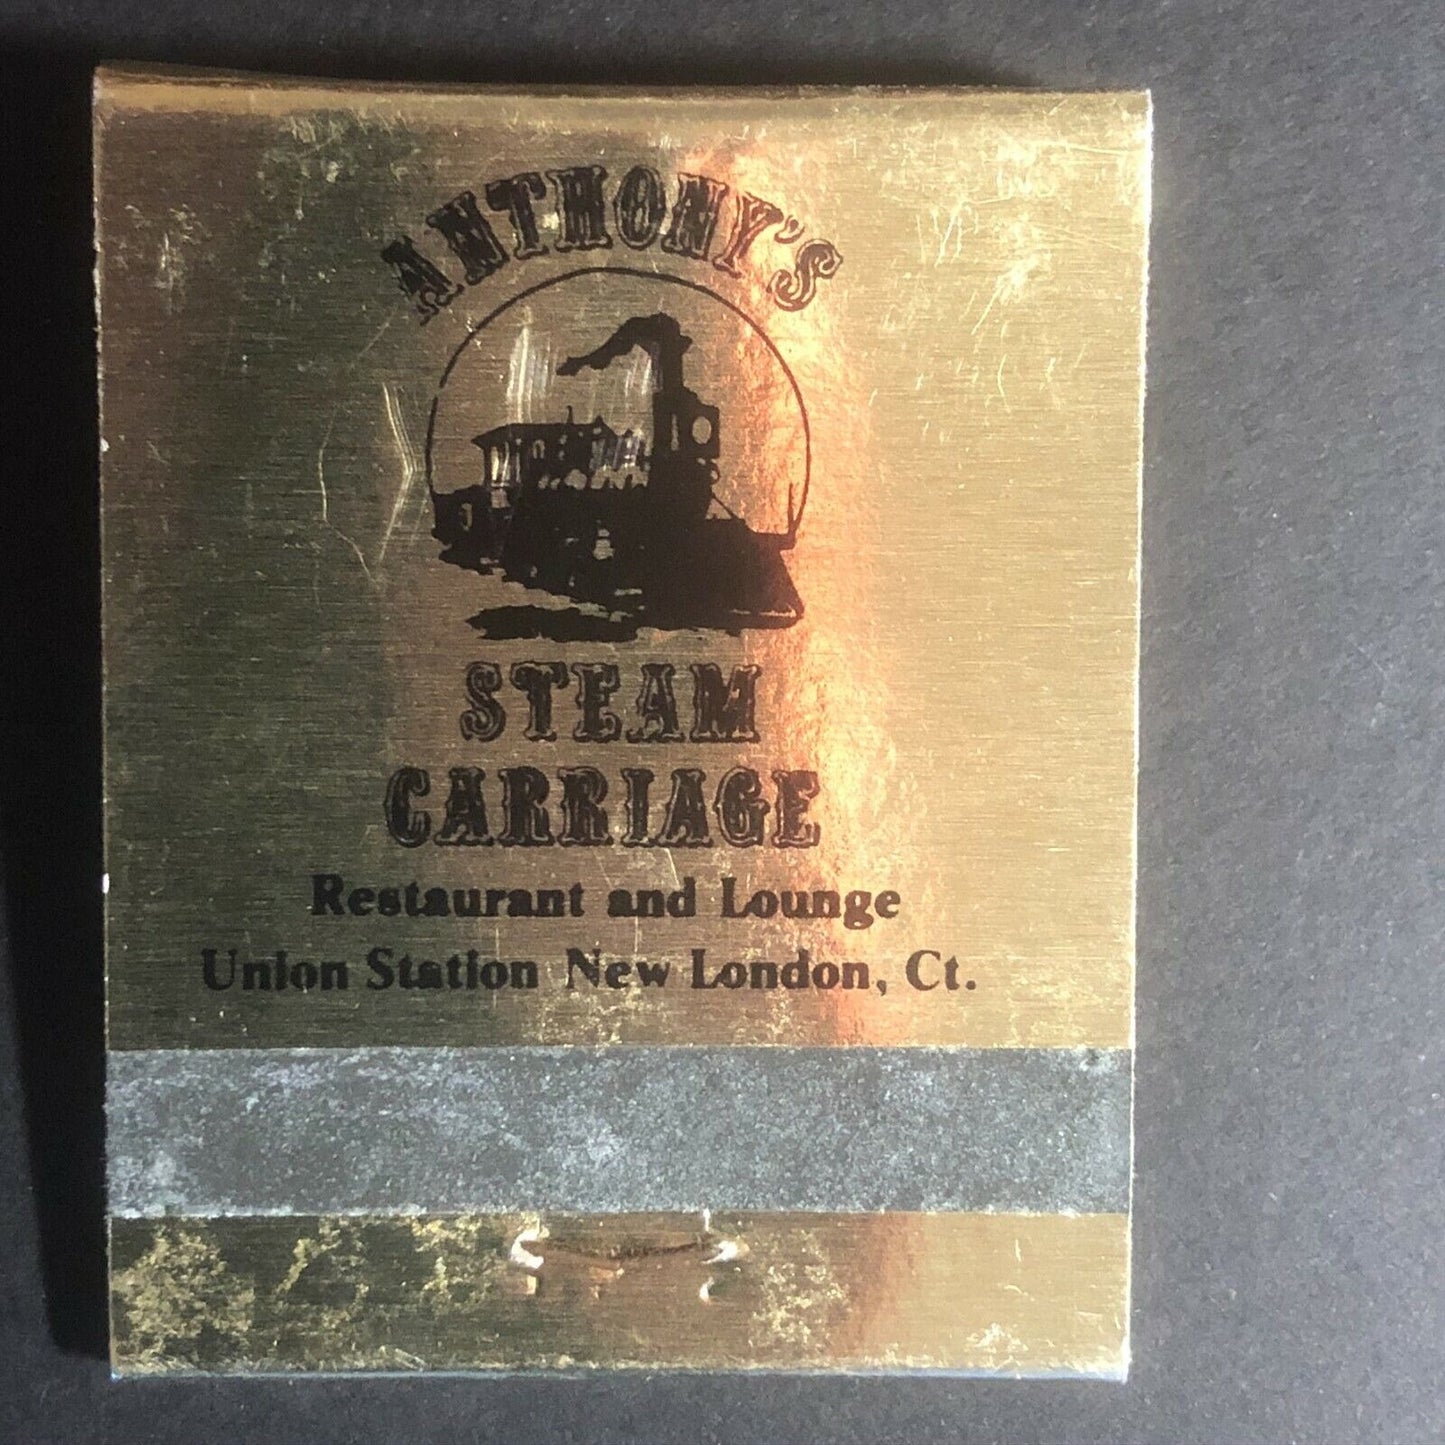 ANTHONY'S
STEAM
CARRIAGE
Restaurant and Lounge
Union Station New London, Ct.